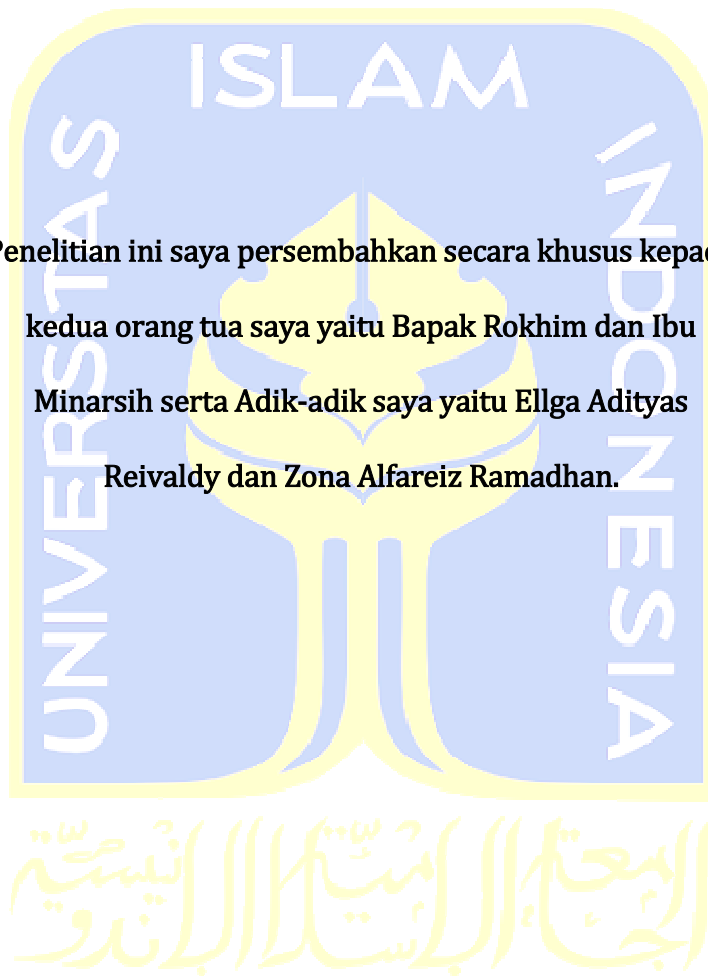 ISLAM
UNIVERSITAS
INDONESIA
Penelitian ini saya persembahkan secara khusus kepad
kedua orang tua saya yaitu Bapak Rokhim dan Ibu
Minarsih serta Adik-adik saya yaitu Ellga Adityas
Reivaldy dan Zona Alfareiz Ramadhan.